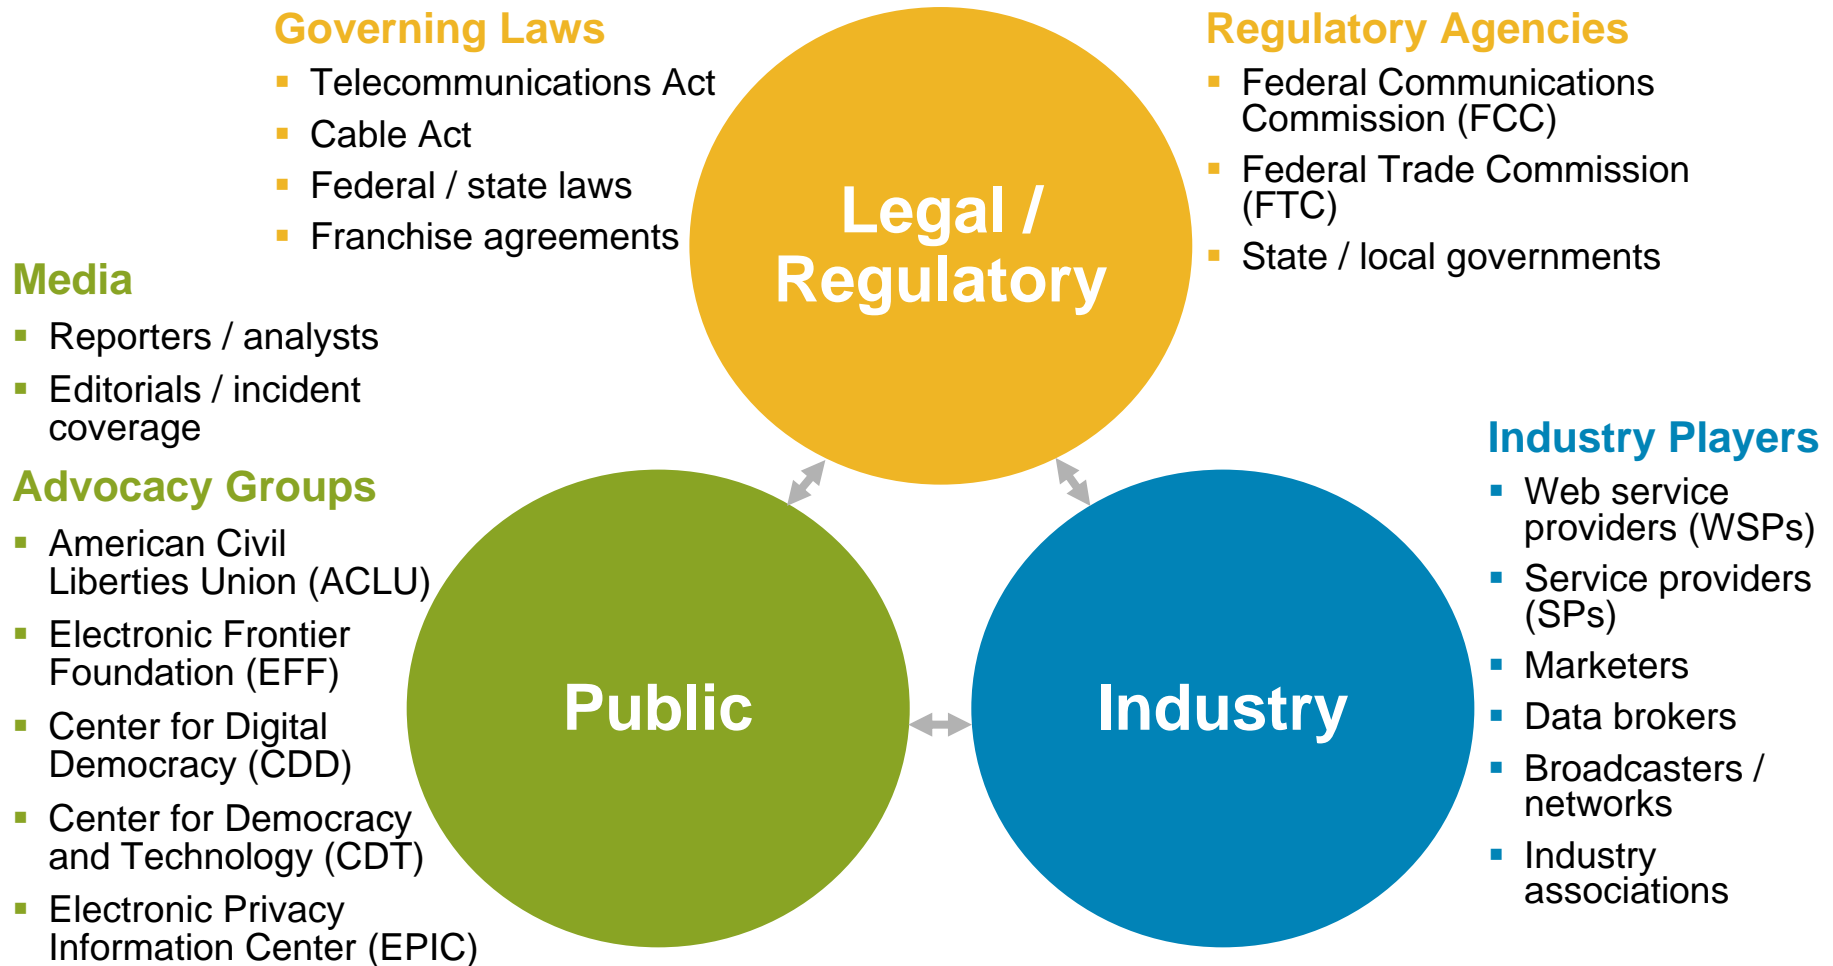 Governing Laws
▪ Telecommunications Act
▪ Cable Act
▪ Federal / state laws
▪ Franchise agreements
Regulatory Agencies
▪ Federal Communications
Commission (FCC)
▪ Federal Trade Commission
(FTC)
▪ State / local governments
Legal /
Regulatory
Media
▪ Reporters / analysts
▪ Editorials / incident
coverage
Advocacy Groups
▪ American Civil
Liberties Union (ACLU)
▪ Electronic Frontier
Foundation (EFF)
▪ Center for Digital
Democracy (CDD)
▪ Center for Democracy
and Technology (CDT)
▪ Electronic Privacy
Information Center (EPIC)
Public
Industry
Industry Players
▪ Web service
providers (WSPs)
▪ Service providers
(SPs)
▪ Marketers
▪ Data brokers
▪ Broadcasters /
networks
▪ Industry
associations